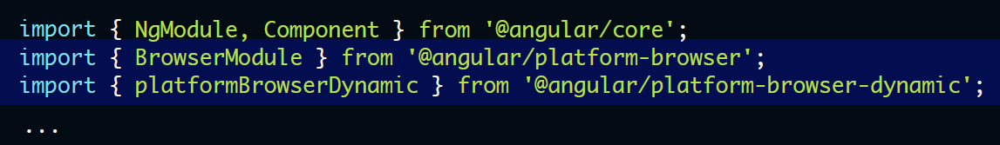 import { NgModule, Component } from '@angular/core';
import { BrowserModule } from '@angular/platform-browser';
import { platformBrowserDynamic } from '@angular/platform-browser-dynamic';
...